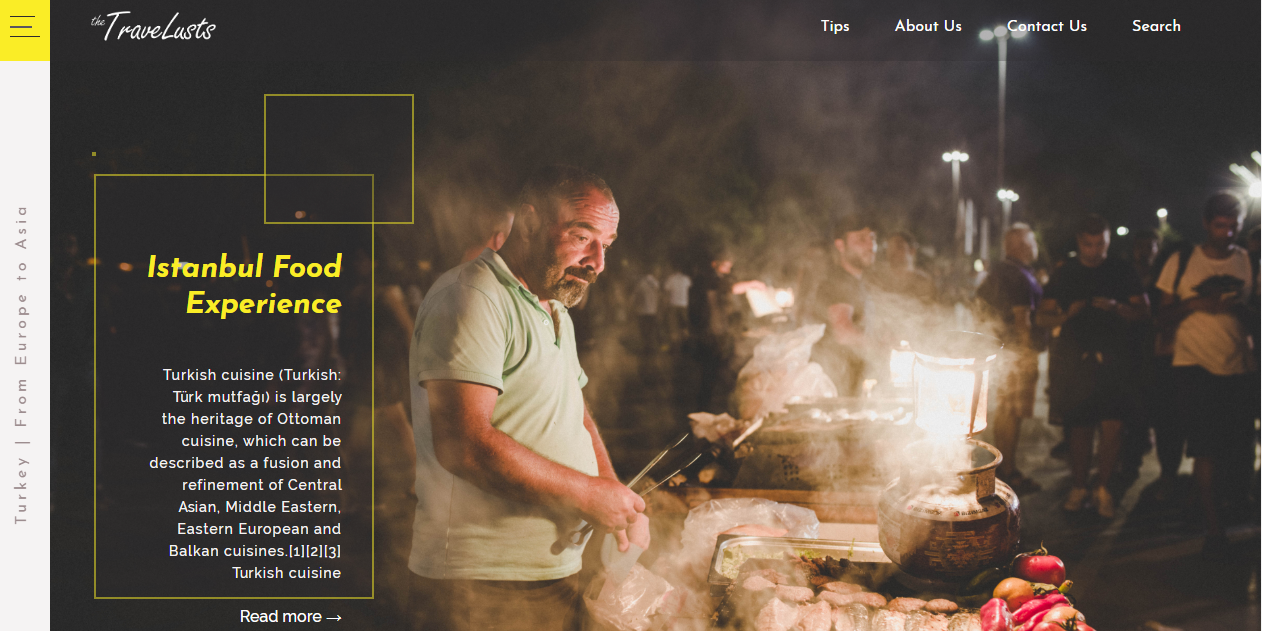 the TraveLusts
Tips
About Us
Contact Us
Search
Turkey | From Europe to Asia
Istanbul Food
Experience
Turkish cuisine (Turkish:
Türk mutfağı) is largely
the heritage of Ottoman
cuisine, which can be
described as a fusion and
refinement of Central
Asian, Middle Eastern,
Eastern European and
Balkan cuisines.[1][2][3]
Turkish cuisine
Read more →